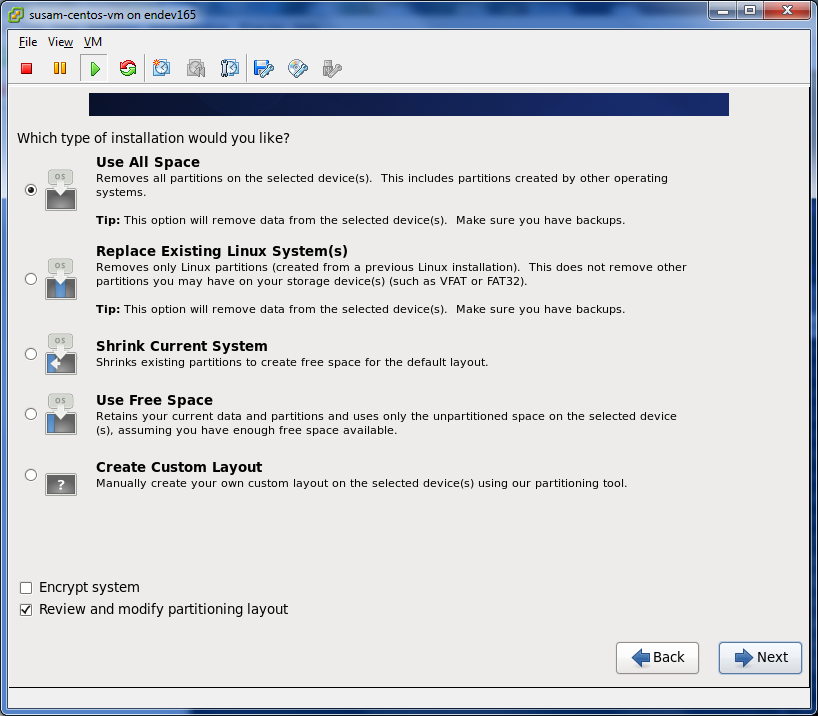 susam-centos-vm on endev165
File View VM
Which type of installation would you like?
Use All Space
Removes all partitions on the selected device(s). This includes partitions created by other operating
systems.
Tip: This option will remove data from the selected device(s). Make sure you have backups.
OS
Replace Existing Linux System(s)
Removes only Linux partitions (created from a previous Linux installation). This does not remove other
partitions you may have on your storage device(s) (such as VFAT or FAT32).
Tip: This option will remove data from the selected device(s). Make sure you have backups.
OS
Shrink Current System
Shrinks existing partitions to create free space for the default layout.
OS
Use Free Space
Retains your current data and partitions and uses only the unpartitioned space on the selected device
(s), assuming you have enough free space available.
OS
Create Custom Layout
Manually create your own custom layout on the selected device(s) using our partitioning tool.
?
Encrypt system
Review and modify partitioning layout
Back
Next